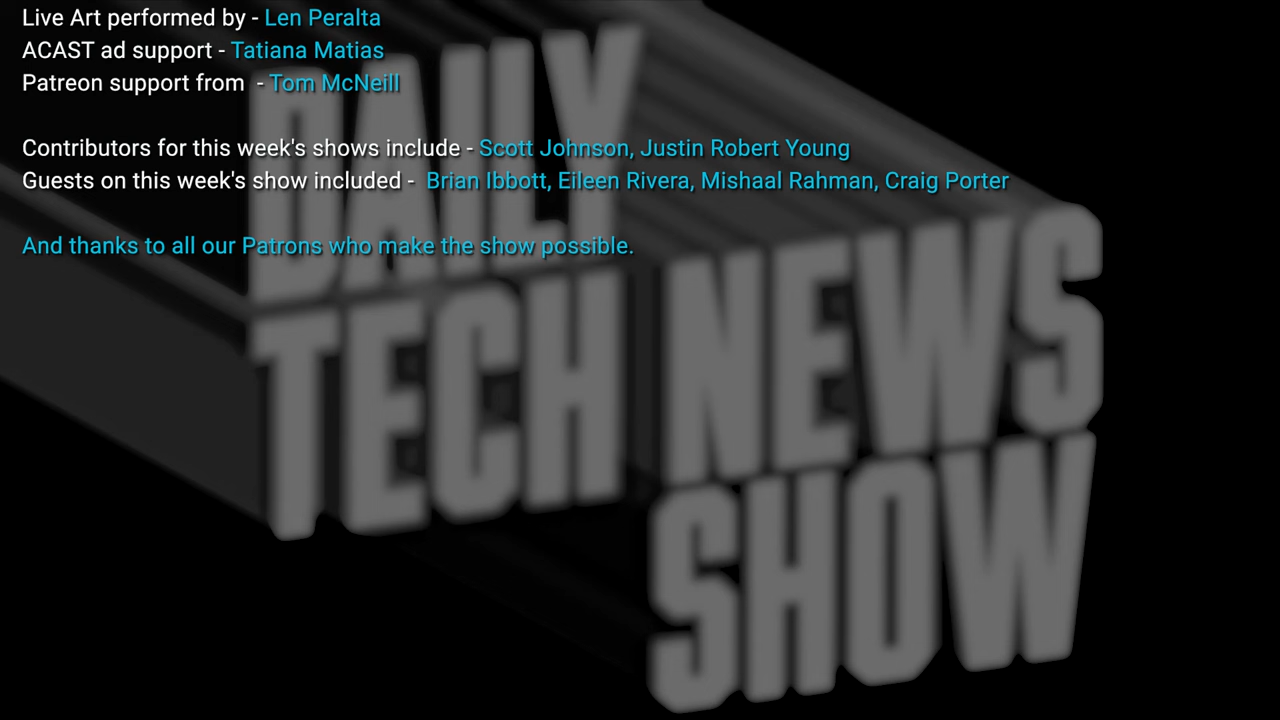 Live Art performed by - Len Peralta
ACAST ad support - Tatiana Matias
Patreon support from  - Tom McNeill
Contributors for this week's shows include - Scott Johnson, Justin Robert Young
Guests on this week's show included -  Brian Ibbott, Eileen Rivera, Mishaal Rahman, Craig Porter
And thanks to all our Patrons who make the show possible.
DAILY
TECH NEWS
SHOW